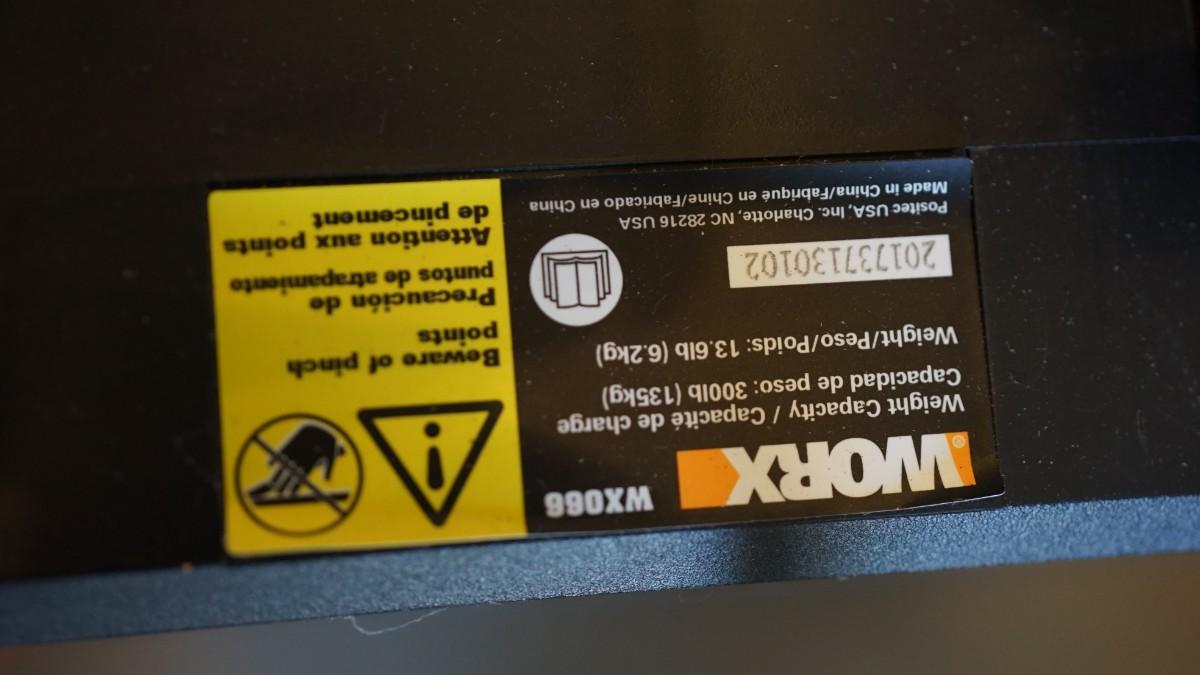 WORX®
WX066
Weight Capacity / Capacité de charge
Capacidad de peso: 300lb (135kg)
Weight/Peso/Poids: 13.6lb (6.2kg)
201737130102
Positec USA, Inc. Charlotte, NC 28216 USA
Made in China/Fabriqué en Chine/Fabricado en China
Beware of pinch
points
Precaución de
puntos de atrapamiento
Attention aux points
de pincement